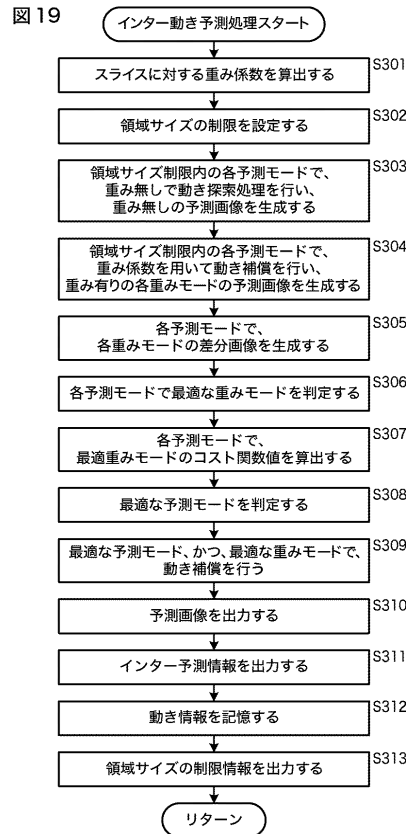 図19
インター動き予測処理スタート
スライスに対する重み係数を算出する
S301
領域サイズの制限を設定する
S302
領域サイズ制限内の各予測モードで、
重み無しで動き探索処理を行い、
重み無しの予測画像を生成する
S303
領域サイズ制限内の各予測モードで、
重み係数を用いて動き補償を行い、
重み有りの各重みモードの予測画像を生成する
S304
各予測モードで、
各重みモードの差分画像を生成する
S305
各予測モードで最適な重みモードを判定する
S306
各予測モードで、
最適重みモードのコスト関数値を算出する
S307
最適な予測モードを判定する
S308
最適な予測モード、かつ、最適な重みモードで、
動き補償を行う
S309
予測画像を出力する
S310
インター予測情報を出力する
S311
動き情報を記憶する
S312
領域サイズの制限情報を出力する
S313
リターン